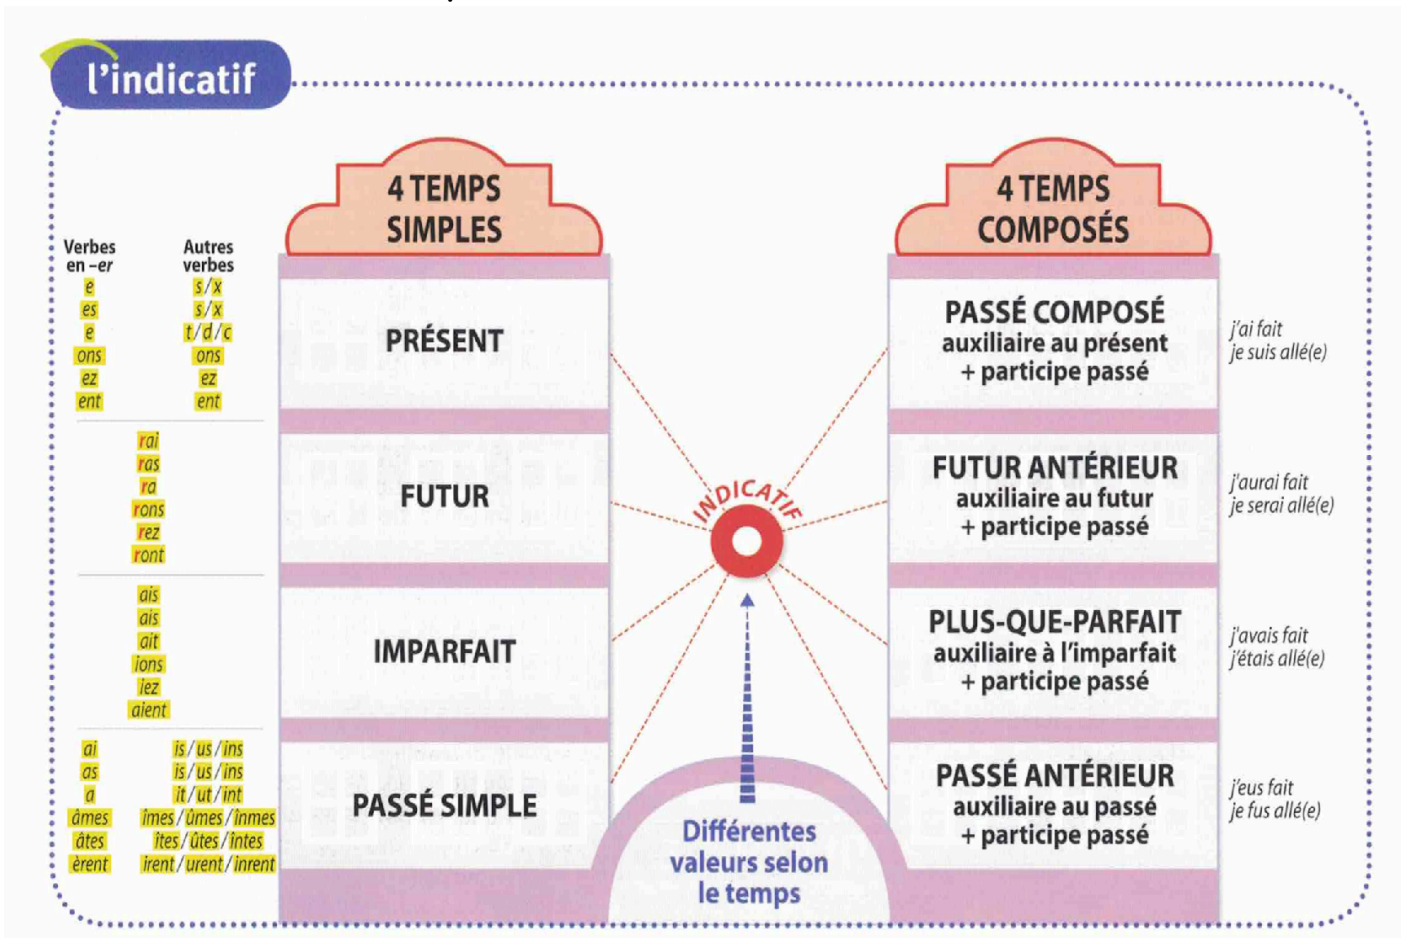 l'indicatif
4 TEMPS
SIMPLES
4 TEMPS
COMPOSÉS
Verbes
en –er
Autres
verbes
e
s/x
es
s/x
e
t/d/c
ons
ons
ez
ez
ent
ent
PRÉSENT
PASSÉ COMPOSÉ
auxiliaire au présent
+ participe passé
j'ai fait
je suis allé(e)
rai
ras
ra
rons
rez
ront
FUTUR
FUTUR ANTÉRIEUR
auxiliaire au futur
+ participe passé
j'aurai fait
je serai allé(e)
INDICATIF
ais
ais
ait
ions
iez
aient
IMPARFAIT
PLUS-QUE-PARFAIT
auxiliaire à l'imparfait
+ participe passé
j'avais fait
j'étais allé(e)
ai
is/us/ins
as
is/us/ins
a
it/ut/int
âmes
îmes/ûmes/înmes
âtes
îtes/ûtes/întes
èrent
irent/urent/inrent
PASSÉ SIMPLE
PASSÉ ANTÉRIEUR
auxiliaire au passé
+ participe passé
j'eus fait
je fus allé(e)
Différentes
valeurs selon
le temps